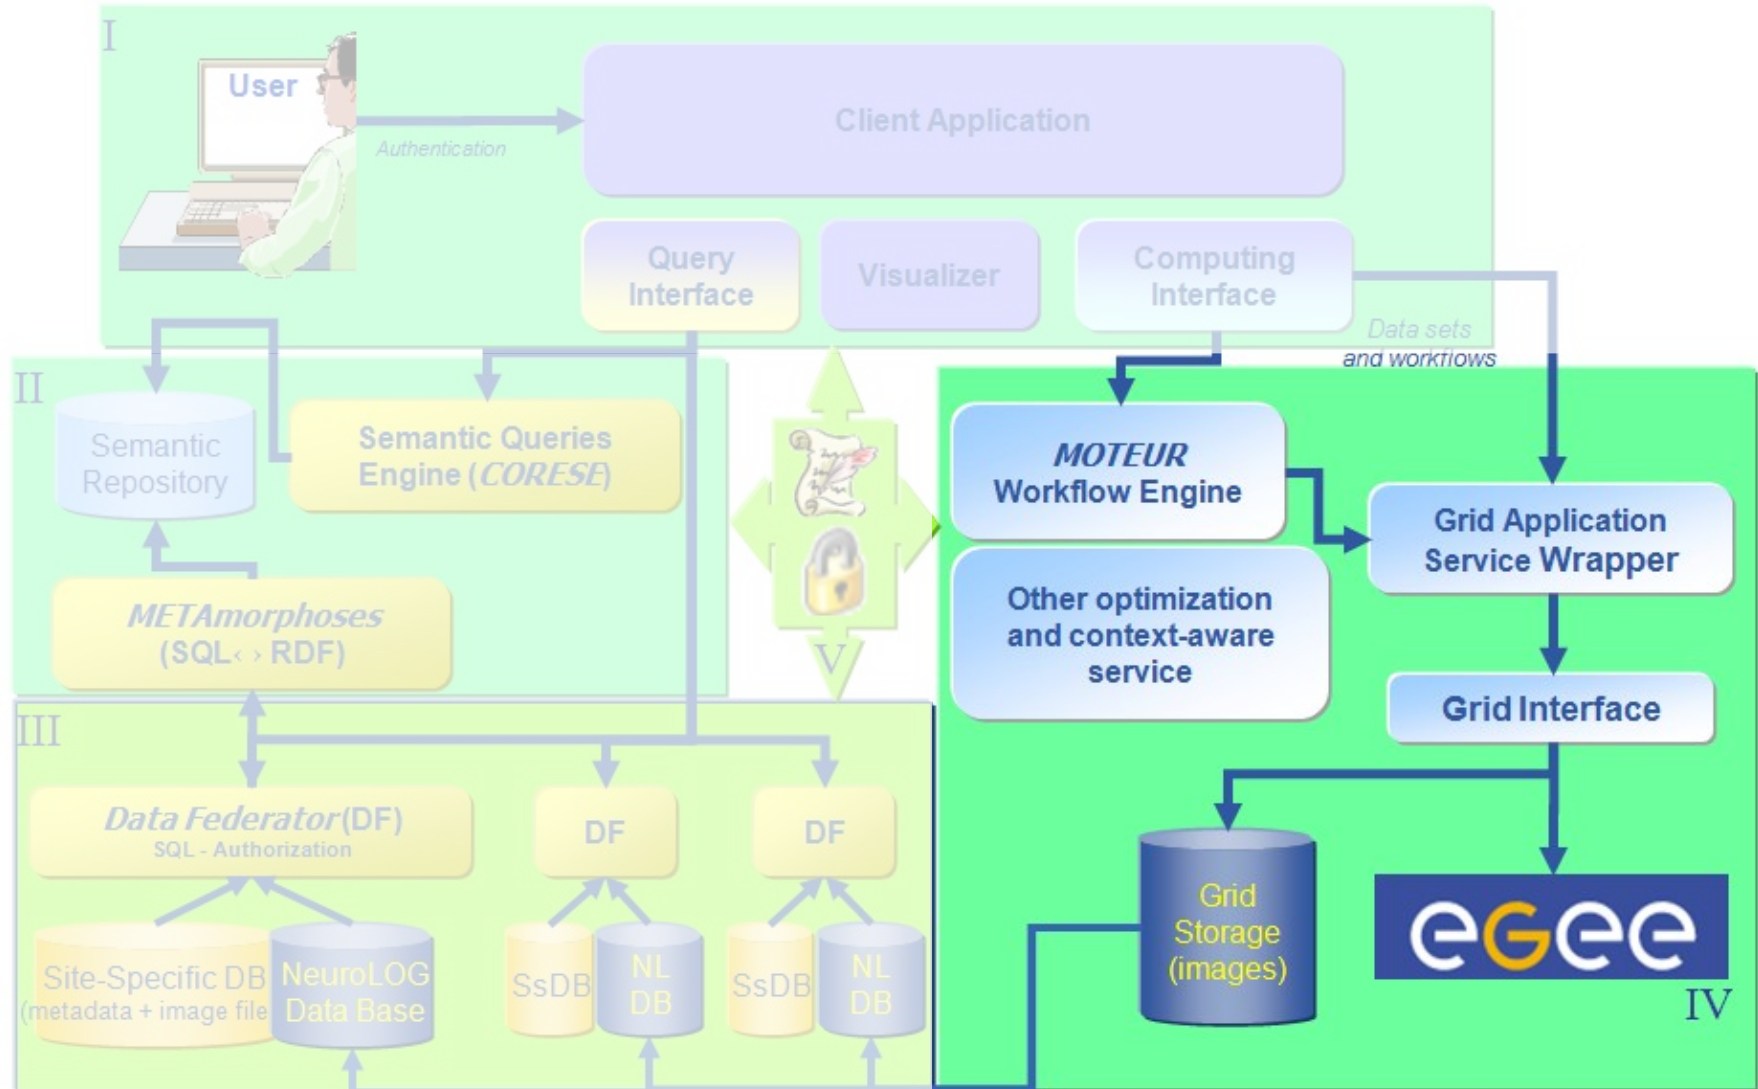 I
User
Authentication
Client Application
Query
Interface
Visualizer
Computing
Interface
Data sets
and workflows
II
Semantic
Repository
Semantic Queries
Engine (CORESE)
METAmorphoses
(SQL‹ › RDF)
V
MOTEUR
Workflow Engine
Grid Application
Service Wrapper
Other optimization
and context-aware
service
Grid Interface
Grid
Storage
(images)
eGee
IV
III
Data Federator (DF)
SQL - Authorization
DF
DF
Site-Specific DB
(metadata + image file
NeuroLOG
Data Base
SsDB
NL
DB
SsDB
NL
DB